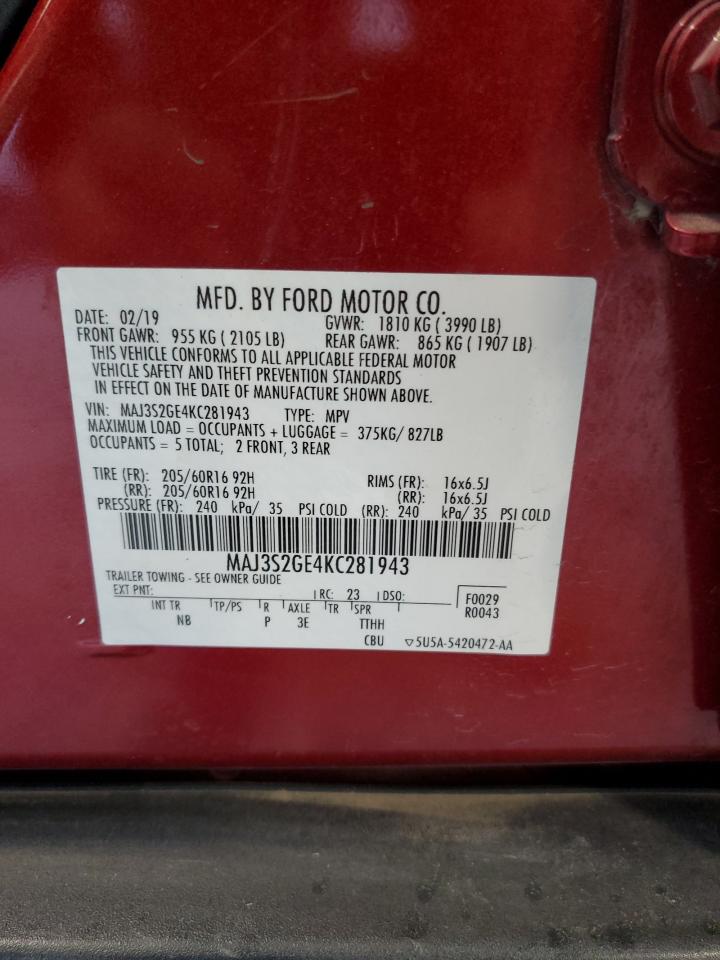 MFD. BY FORD MOTOR CO.
DATE: 02/19 GVWR: 1810 KG ( 3990 LB)
FRONT GAWR: 955 KG ( 2105 LB) REAR GAWR: 865 KG ( 1907 LB)
THIS VEHICLE CONFORMS TO ALL APPLICABLE FEDERAL MOTOR
VEHICLE SAFETY AND THEFT PREVENTION STANDARDS
IN EFFECT ON THE DATE OF MANUFACTURE SHOWN ABOVE.
VIN: MAJ3S2GE4KC281943 TYPE: MPV
MAXIMUM LOAD = OCCUPANTS + LUGGAGE = 375KG/ 827LB
OCCUPANTS = 5 TOTAL; 2 FRONT, 3 REAR
TIRE (FR): 205/60R16 92H RIMS (FR): 16x6.5J
(RR): 205/60R16 92H (RR): 16x6.5J
PRESSURE (FR): 240 kPa/ 35 PSI COLD (RR): 240 kPa/ 35 PSI COLD
MAJ3S2GE4KC281943
TRAILER TOWING - SEE OWNER GUIDE
EXT PNT: RC: 23 DSO: F0029
INT TR TP/PS R AXLE TR SPR R0043
NB P 3E TTHH
CBU ▽5U5A-5420472-AA